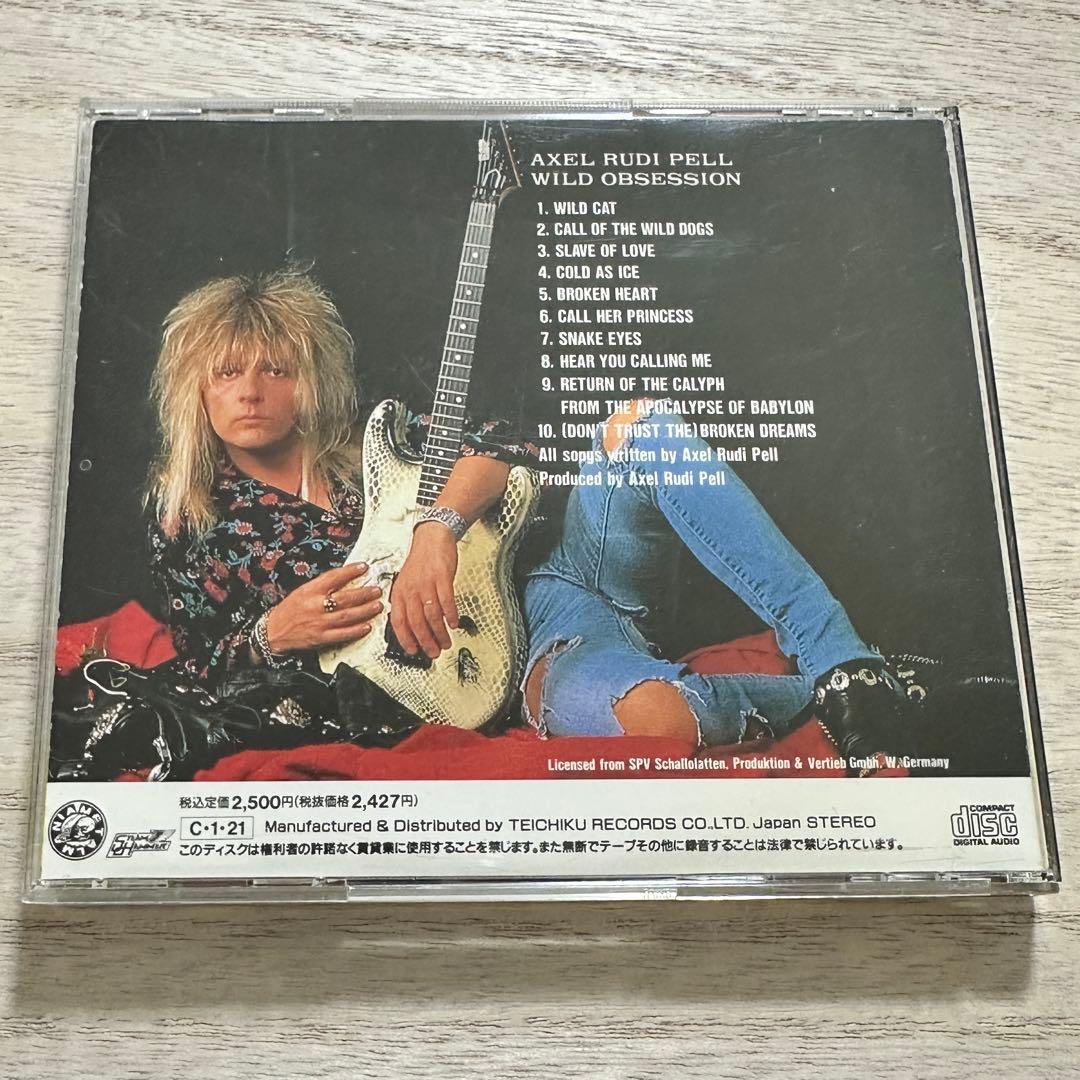 AXEL RUDI PELL
WILD OBSESSION
1. WILD CAT
2. CALL OF THE WILD DOGS
3. SLAVE OF LOVE
4. COLD AS ICE
5. BROKEN HEART
6. CALL HER PRINCESS
7. SNAKE EYES
8. HEAR YOU CALLING ME
9. RETURN OF THE CALYPH
FROM THE APOCALYPSE OF BABYLON
10. (DON'T TRUST THE) BROKEN DREAMS
All songs written by Axel Rudi Pell
Produced by Axel Rudi Pell
Licensed from SPV Schallolatten, Produktion & Vertieb Gmbh, W. Germany
税込定価2,500円(税抜価格2,427円)
C・1・21 Manufactured & Distributed by TEICHIKU RECORDS CO.,LTD. Japan STEREO
このディスクは権利者の許諾なく賃貸業に使用することを禁じます。また無断でテープその他に録音することは法律で禁じられています。
COMPACT
disc
DIGITAL AUDIO